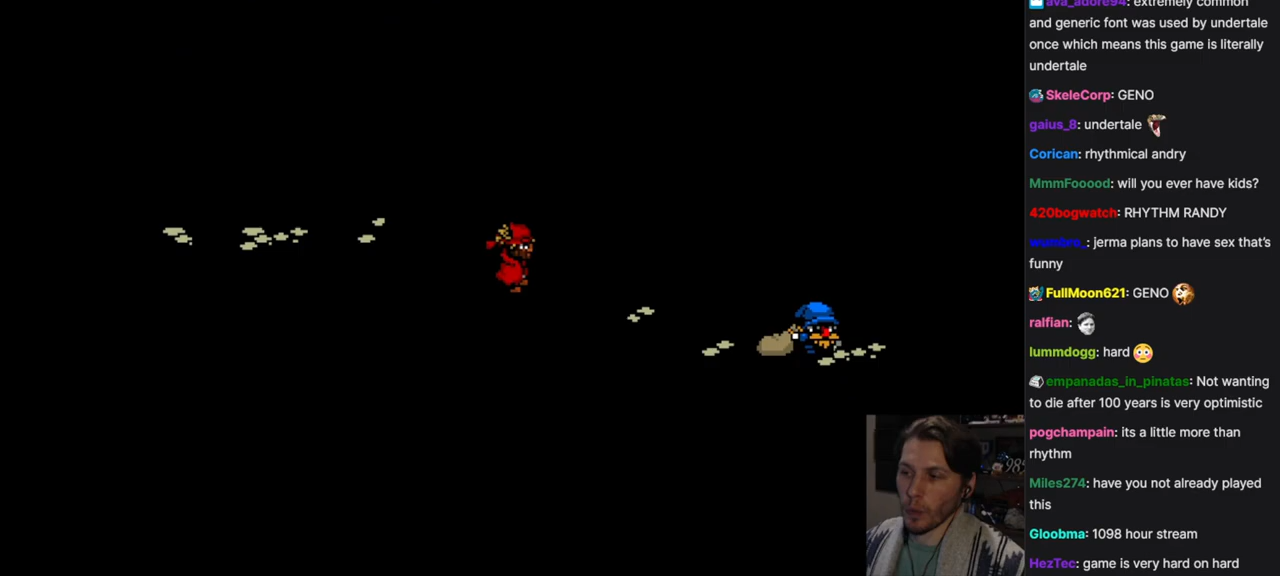 ava_adore94: extremely common
and generic font was used by undertale
once which means this game is literally
undertale
SkeleCorp: GENO
gaius_8: undertale
Corican: rhythmical andry
MmmFooood: will you ever have kids?
420bogwatch: RHYTHM RANDY
wumbro_: jerma plans to have sex that's
funny
FullMoon621: GENO
ralfian:
lummdogg: hard
empanadas_in_pinatas: Not wanting
to die after 100 years is very optimistic
pogchampain: its a little more than
rhythm
Miles274: have you not already played
this
Gloobma: 1098 hour stream
HezTec: game is very hard on hard